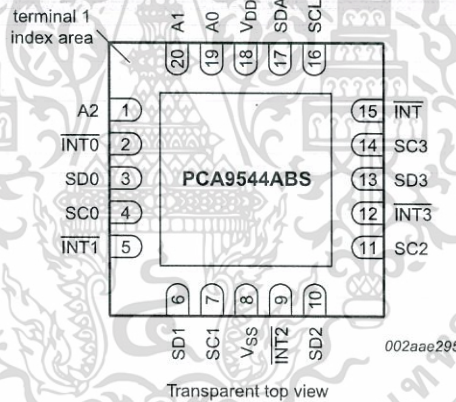 terminal 1
index area
A1
A0
VDD
SDA
SCL
20
19
18
17
16
A2 1
INT0 2
SD0 3
SC0 4
INT1 5
PCA9544ABS
15 INT
14 SC3
13 SD3
12 INT3
11 SC2
6
7
8
9
10
SD1
SC1
VSS
INT2
SD2
002aae295
Transparent top view